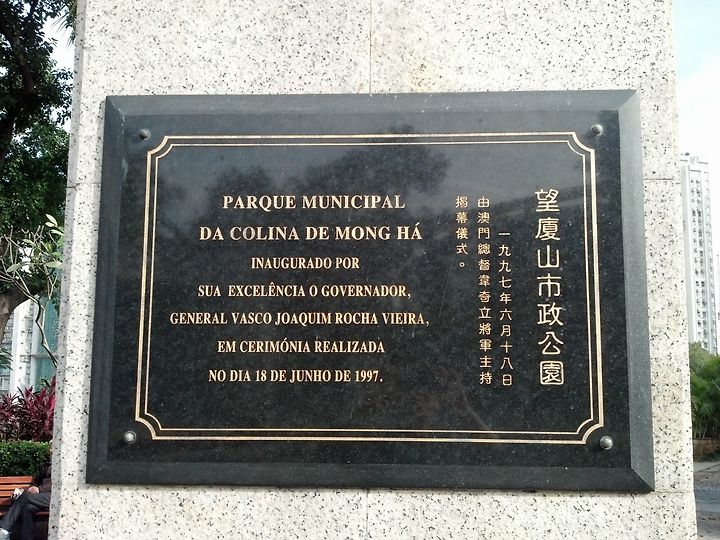 PARQUE MUNICIPAL
DA COLINA DE MONG HÁ
INAUGURADO POR
SUA EXCELÊNCIA O GOVERNADOR,
GENERAL VASCO JOAQUIM ROCHA VIEIRA,
EM CERIMÓNIA REALIZADA
NO DIA 18 DE JUNHO DE 1997.
望廈山市政公園
一九九七年六月十八日
由澳門總督韋奇立將軍主持
揭幕儀式。